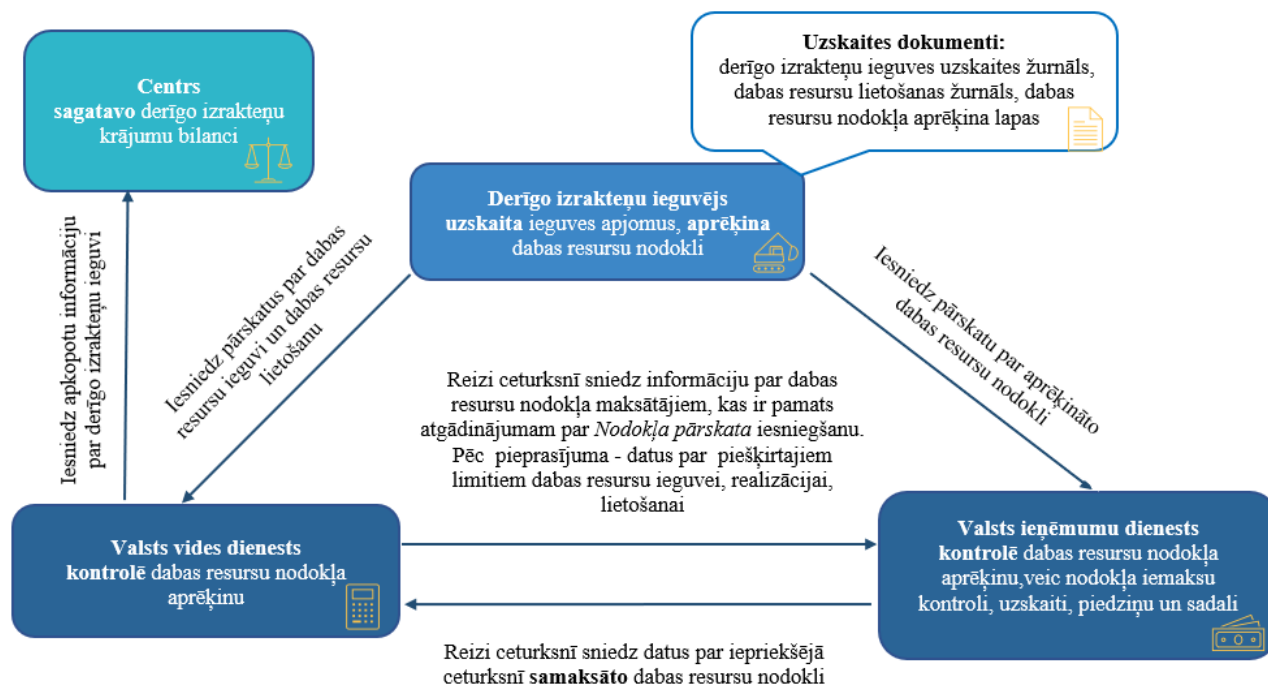 Centrs
sagatavo derīgo izrakteņu
krājumu bilanci
Uzskaites dokumenti:
derīgo izrakteņu ieguves uzskaites žurnāls,
dabas resursu lietošanas žurnāls, dabas
resursu nodokļa aprēķina lapas
Derīgo izrakteņu ieguvējs
uzskaita ieguves apjomus, aprēķina
dabas resursu nodokli
Iesniedz apkopotu informāciju
par derīgo izrakteņu ieguvi
Iesniedz pārskatus par dabas
resursu ieguvi un dabas resursu
lietošanu
Iesniedz pārskatu par aprēķināto
dabas resursu nodokli
Reizi ceturksnī sniedz informāciju par dabas
resursu nodokļa maksātājiem, kas ir pamats
atgādinājumam par Nodokļa pārskata iesniegšanu.
Pēc pieprasījuma - datus par piešķirtajiem
limitiem dabas resursu ieguvei, realizācijai,
lietošanai
Valsts vides dienests
kontrolē dabas resursu nodokļa
aprēķinu
Valsts ieņēmumu dienests
kontrolē dabas resursu nodokļa
aprēķinu,veic nodokļa iemaksu
kontroli, uzskaiti, piedziņu un sadali
Reizi ceturksnī sniedz datus par iepriekšējā
ceturksnī samaksāto dabas resursu nodokli